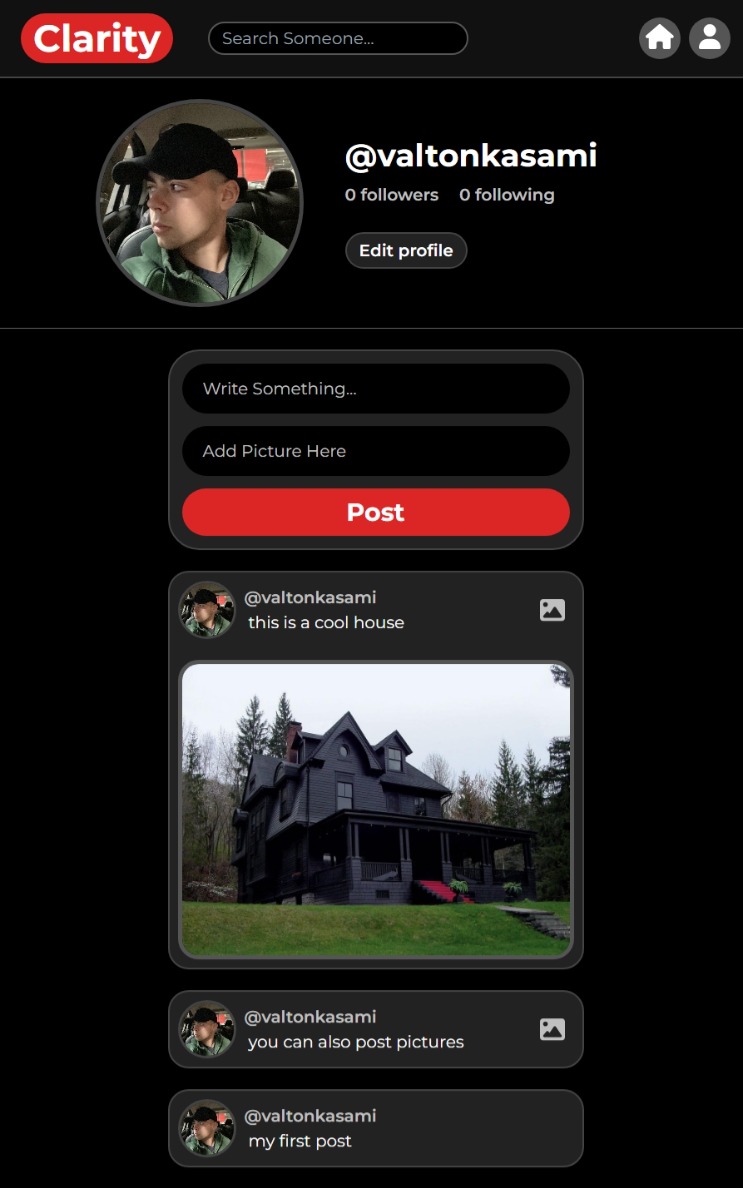 Clarity
Search Someone...
@valtonkasami
0 followers 0 following
Edit profile
Write Something...
Add Picture Here
Post
@valtonkasami
this is a cool house
@valtonkasami
you can also post pictures
@valtonkasami
my first post